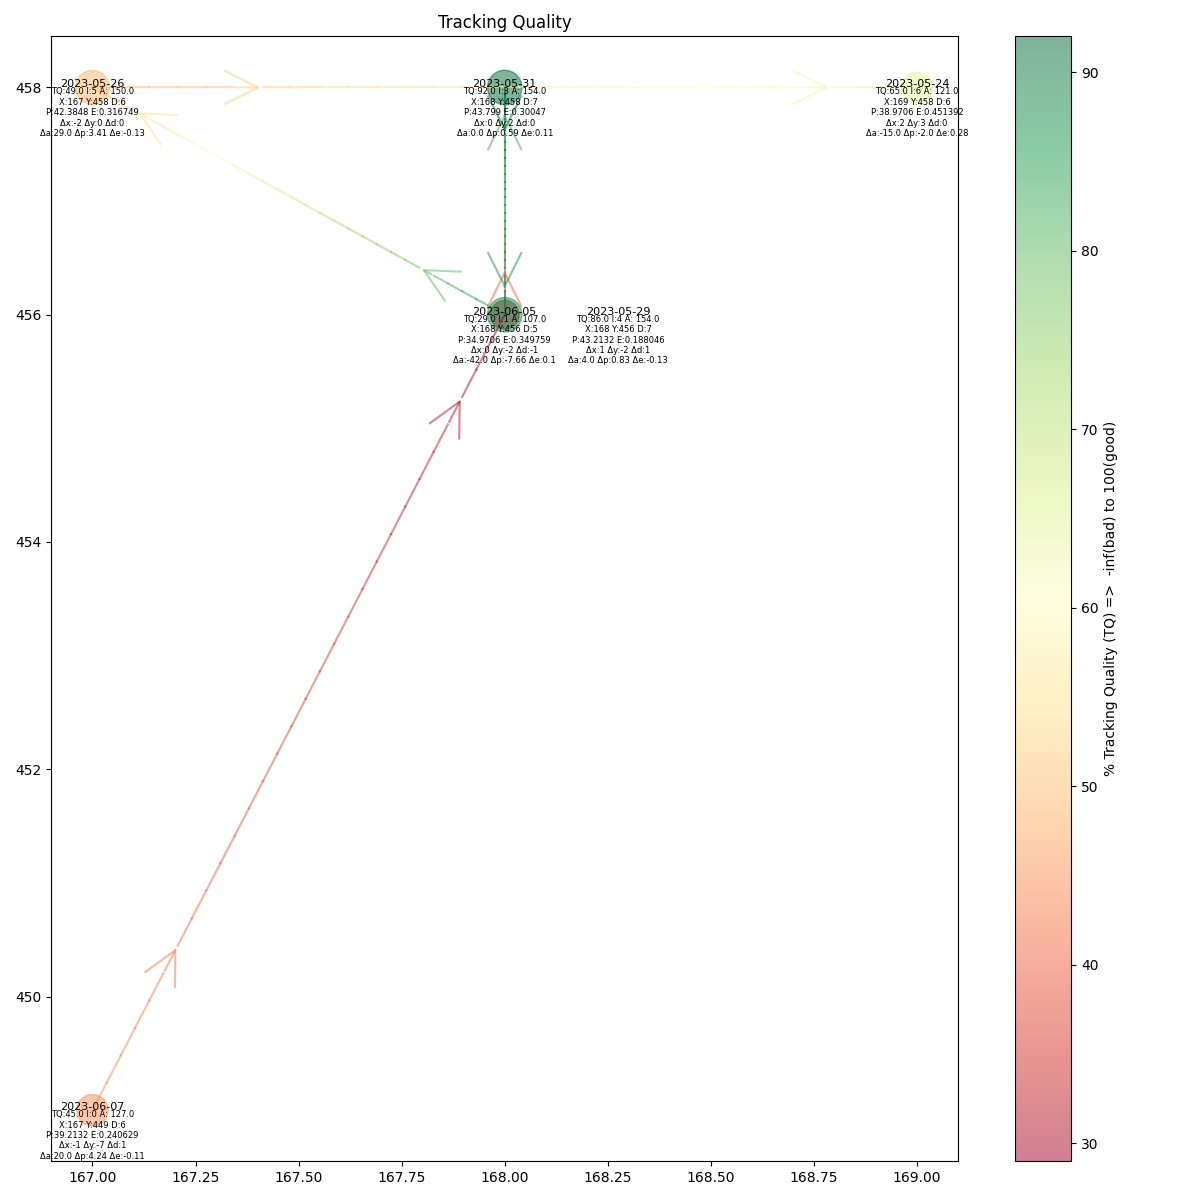 Tracking Quality
458
456
454
452
450
2023-05-26
TQ:49.0 I:5 A: 150.0
X:167 Y:458 D:6
P:42.3848 E:0.316749
Δx:-2 Δy:0 Δd:0
Δa:29.0 Δp:3.41 Δe:-0.13
2023-05-31
TQ:92.0 I:3 A: 154.0
X:168 Y:458 D:7
P:43.799 E:0.30047
Δx:0 Δy:2 Δd:0
Δa:0.0 Δp:0.59 Δe:0.11
2023-05-24
TQ:65.0 I:6 A: 121.0
X:169 Y:458 D:6
P:38.9706 E:0.451392
Δx:2 Δy:3 Δd:0
Δa:-15.0 Δp:-2.0 Δe:0.28
2023-06-05
TQ:29.0 I:1 A: 107.0
X:168 Y:456 D:5
P:34.9706 E:0.349759
Δx:0 Δy:-2 Δd:-1
Δa:-42.0 Δp:-7.66 Δe:0.1
2023-05-29
TQ:86.0 I:4 A: 154.0
X:168 Y:456 D:7
P:43.2132 E:0.188046
Δx:1 Δy:-2 Δd:1
Δa:4.0 Δp:0.83 Δe:-0.13
2023-06-07
TQ:45.0 I:0 A: 127.0
X:167 Y:449 D:6
P:39.2132 E:0.240629
Δx:-1 Δy:-7 Δd:1
Δa:20.0 Δp:4.24 Δe:-0.11
167.00 167.25 167.50 167.75 168.00 168.25 168.50 168.75 169.00
90
80
70
60
50
40
30
% Tracking Quality (TQ) => -inf(bad) to 100(good)